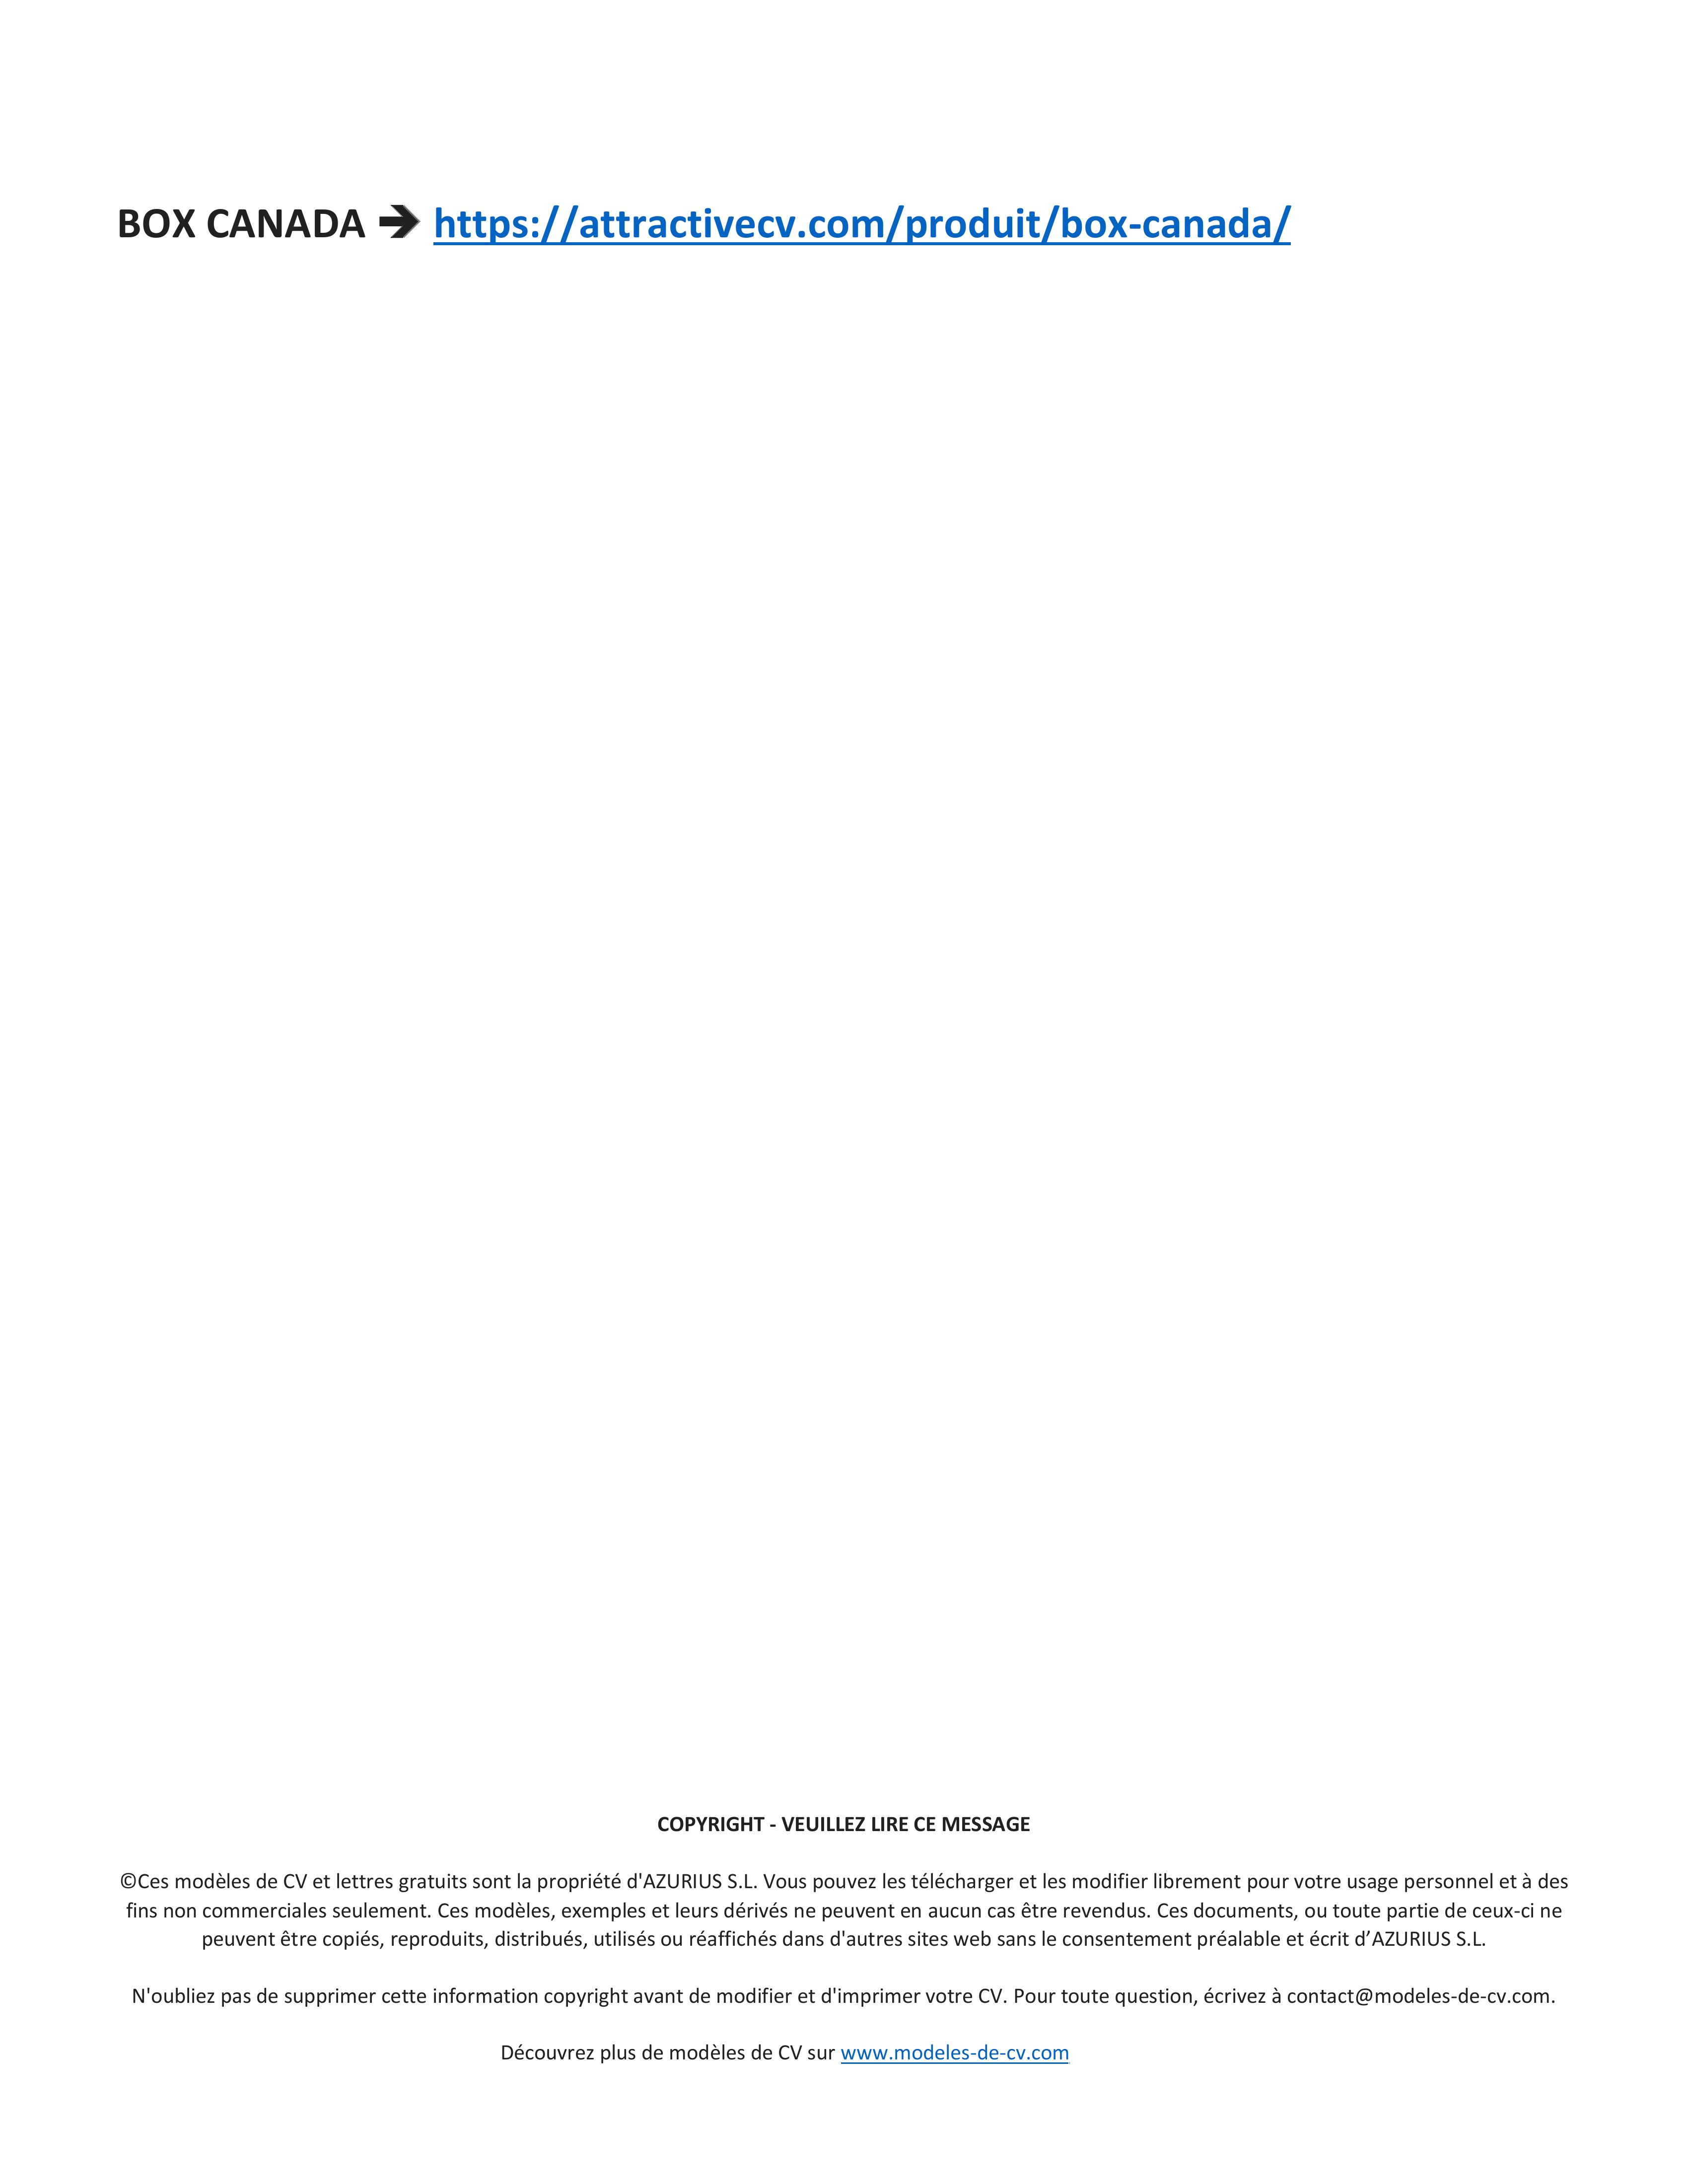 BOX CANADA 🡺 https://attractivecv.com/produit/box-canada/
COPYRIGHT - VEUILLEZ LIRE CE MESSAGE
©Ces modèles de CV et lettres gratuits sont la propriété d'AZURIUS S.L. Vous pouvez les télécharger et les modifier librement pour votre usage personnel et à des
fins non commerciales seulement. Ces modèles, exemples et leurs dérivés ne peuvent en aucun cas être revendus. Ces documents, ou toute partie de ceux-ci ne
peuvent être copiés, reproduits, distribués, utilisés ou réaffichés dans d'autres sites web sans le consentement préalable et écrit d’AZURIUS S.L.
N'oubliez pas de supprimer cette information copyright avant de modifier et d'imprimer votre CV. Pour toute question, écrivez à contact@modeles-de-cv.com.
Découvrez plus de modèles de CV sur www.modeles-de-cv.com